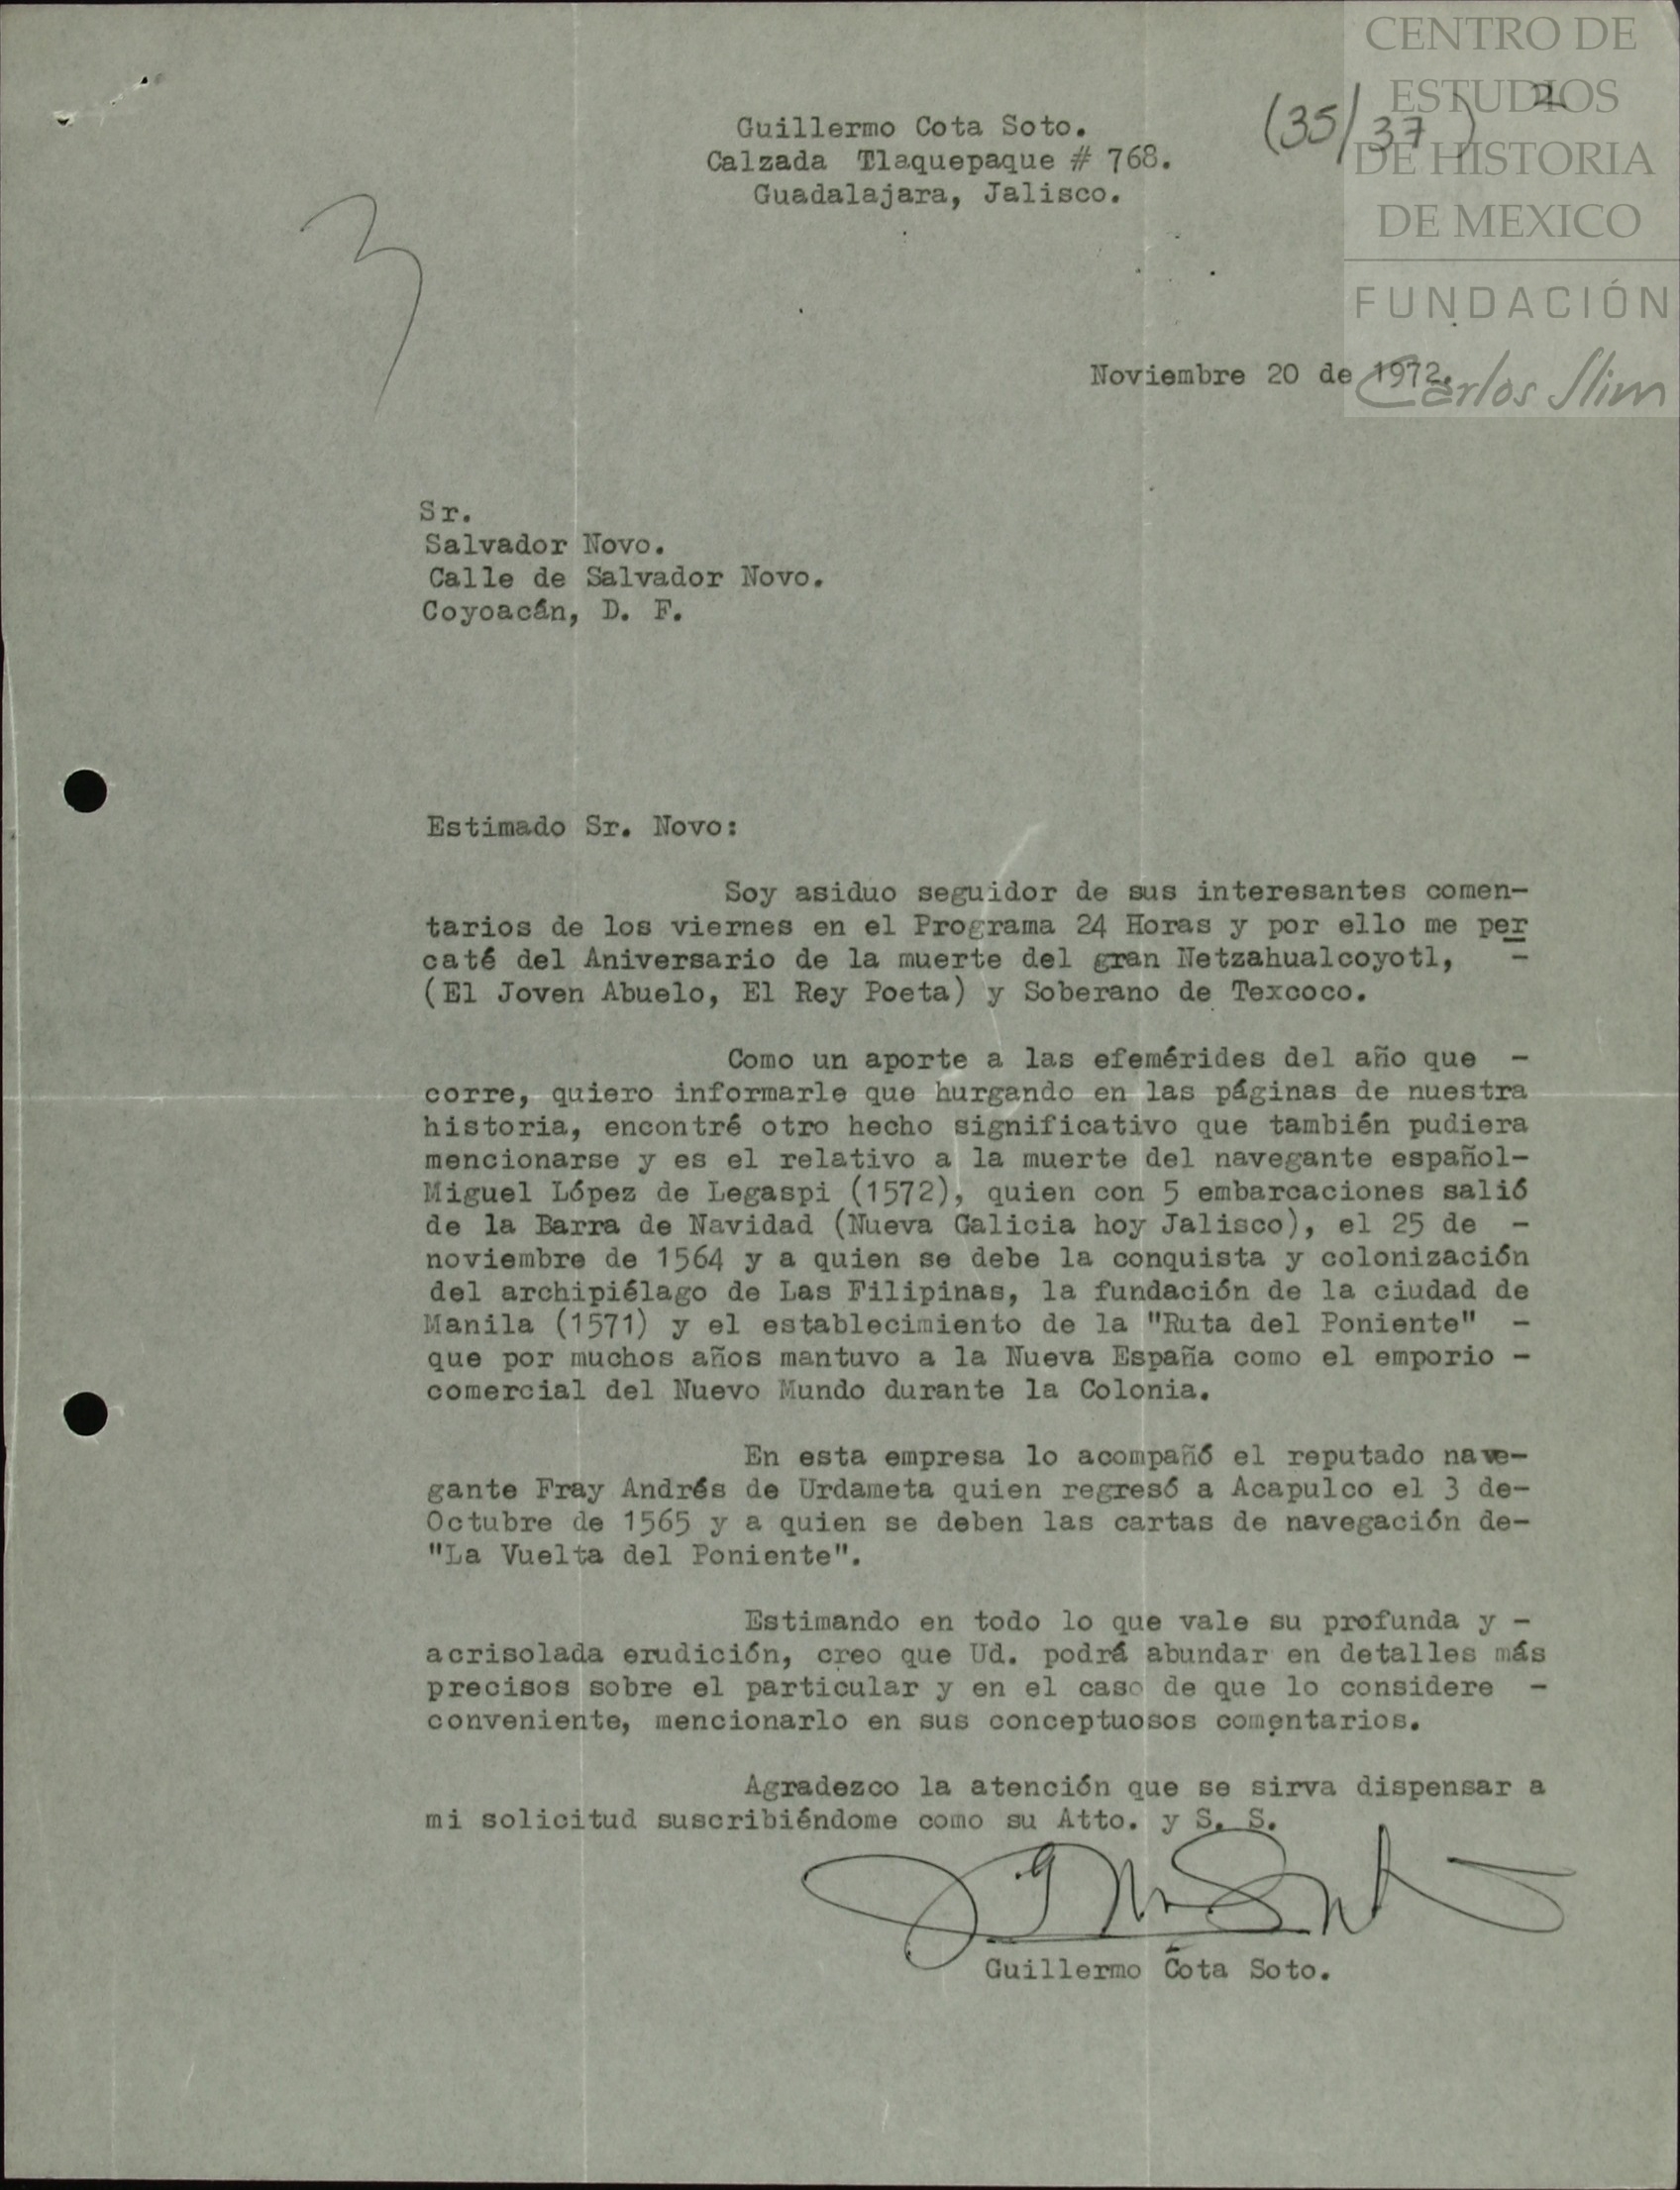 CENTRO DE
ESTUDIOS
DE HISTORIA
DE MEXICO
FUNDACIÓN
Carlos Slim
(35/37) 2
3
Guillermo Cota Soto.
Calzada Tlaquepaque # 768.
Guadalajara, Jalisco.
Noviembre 20 de 1972.
Sr.
Salvador Novo.
Calle de Salvador Novo.
Coyoacán, D. F.
Estimado Sr. Novo:
Soy asiduo seguidor de sus interesantes comen-
tarios de los viernes en el Programa 24 Horas y por ello me per
caté del Aniversario de la muerte del gran Netzahualcoyotl, -
(El Joven Abuelo, El Rey Poeta) y Soberano de Texcoco.
Como un aporte a las efemérides del año que -
corre, quiero informarle que hurgando en las páginas de nuestra
historia, encontré otro hecho significativo que también pudiera
mencionarse y es el relativo a la muerte del navegante español-
Miguel López de Legaspi (1572), quien con 5 embarcaciones salió
de la Barra de Navidad (Nueva Galicia hoy Jalisco), el 25 de -
noviembre de 1564 y a quien se debe la conquista y colonización
del archipiélago de Las Filipinas, la fundación de la ciudad de
Manila (1571) y el establecimiento de la "Ruta del Poniente" -
que por muchos años mantuvo a la Nueva España como el emporio -
comercial del Nuevo Mundo durante la Colonia.
En esta empresa lo acompañó el reputado nave-
gante Fray Andrés de Urdameta quien regresó a Acapulco el 3 de-
Octubre de 1565 y a quien se deben las cartas de navegación de-
"La Vuelta del Poniente".
Estimando en todo lo que vale su profunda y -
acrisolada erudición, creo que Ud. podrá abundar en detalles más
precisos sobre el particular y en el caso de que lo considere -
conveniente, mencionarlo en sus conceptuosos comentarios.
Agradezco la atención que se sirva dispensar a
mi solicitud suscribiéndome como su Atto. y S. S.
Guillermo Cota Soto.